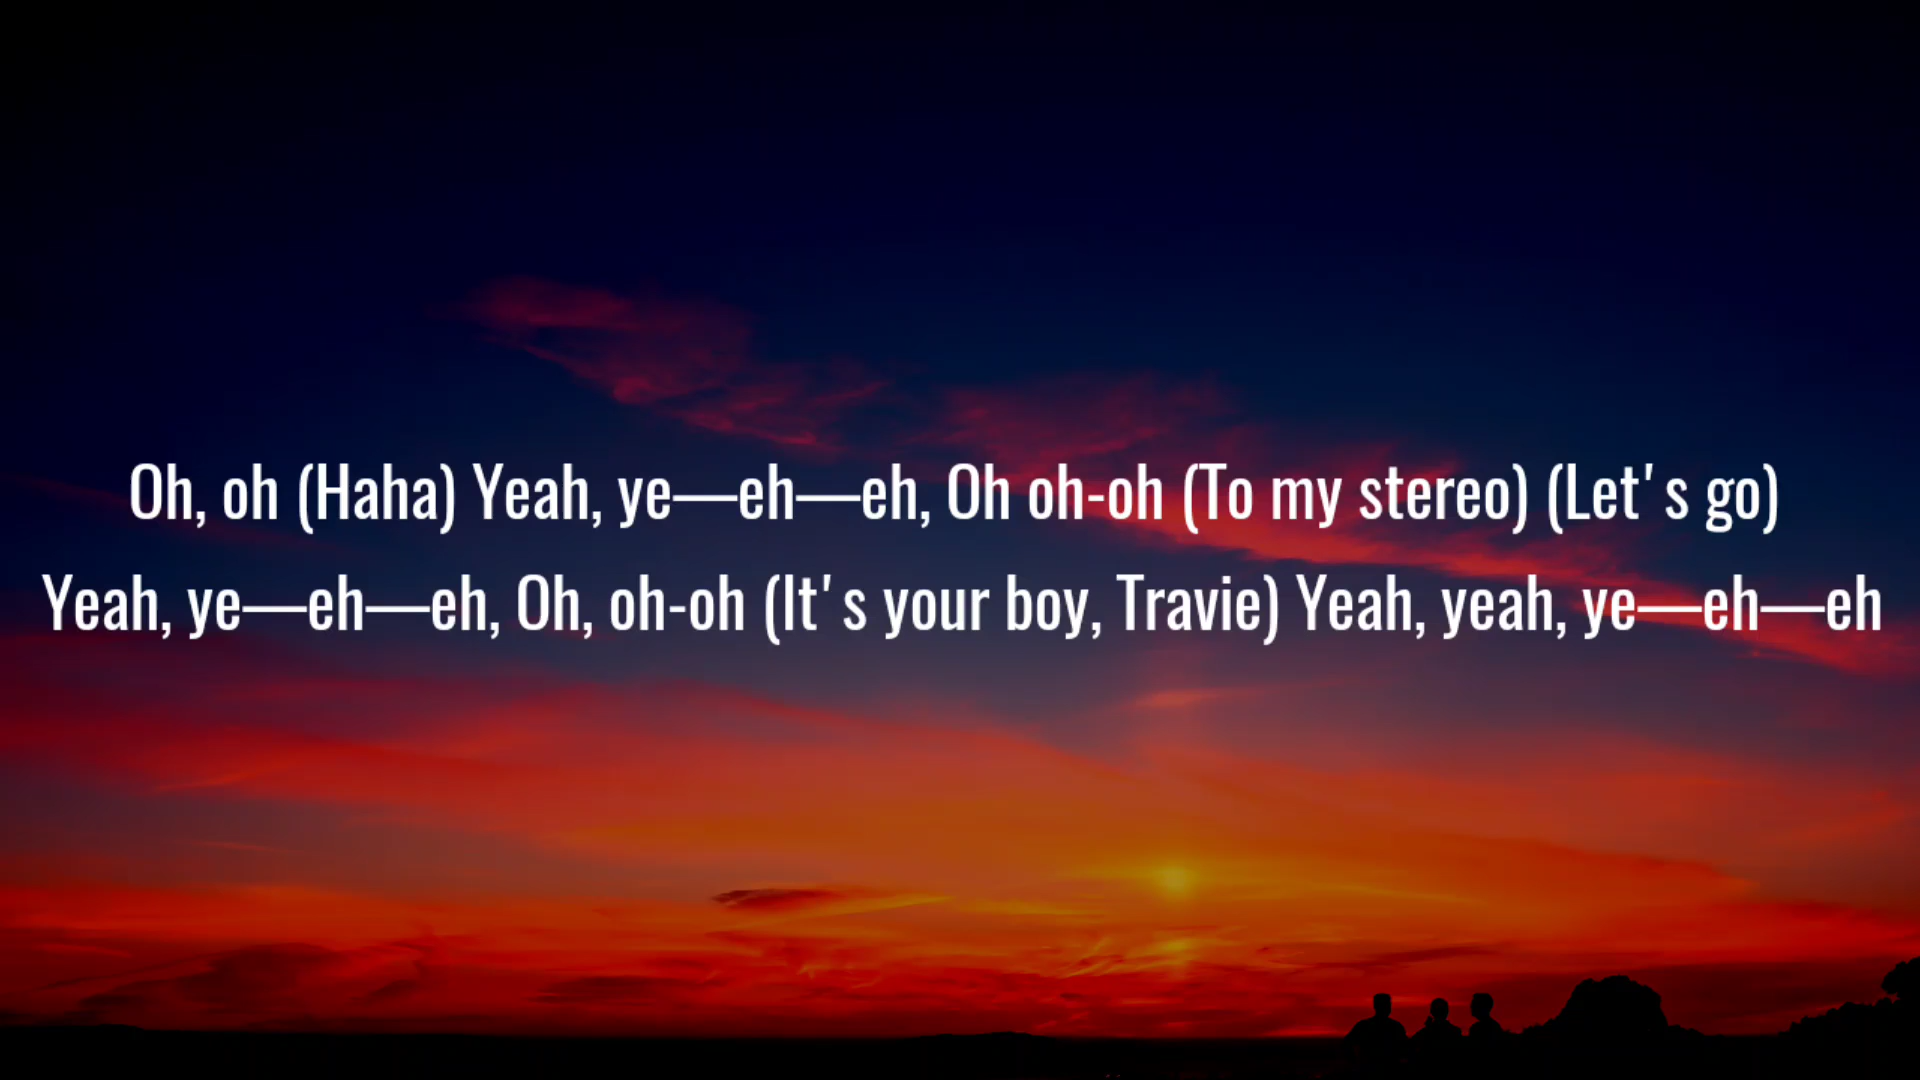 Oh, oh (Haha) Yeah, ye—eh—eh, Oh oh-oh (To my stereo) (Let's go)
Yeah, ye—eh—eh, Oh, oh-oh (It's your boy, Travie) Yeah, yeah, ye—eh—eh